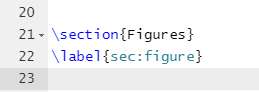 20
21 \section{Figures}
22 \label{sec:figure}
23